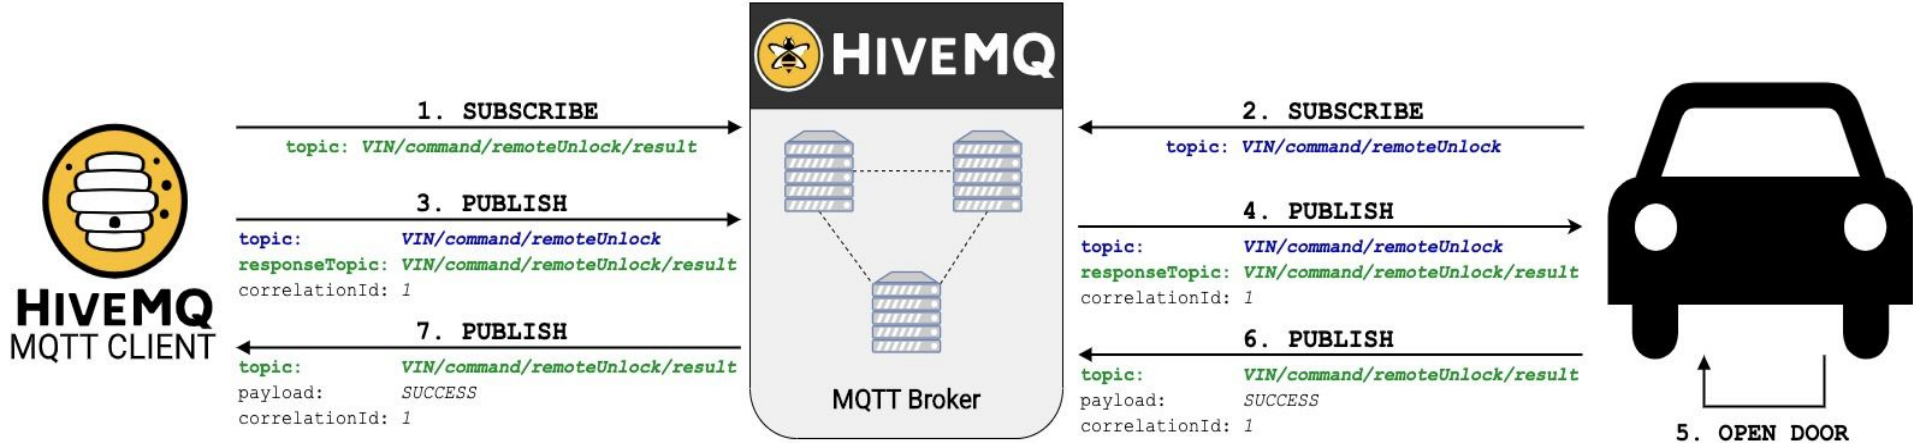 HIVEMQ
1. SUBSCRIBE
topic: VIN/command/remoteUnlock/result
2. SUBSCRIBE
topic: VIN/command/remoteUnlock
3. PUBLISH
topic: VIN/command/remoteUnlock
responseTopic: VIN/command/remoteUnlock/result
correlationId: 1
4. PUBLISH
topic: VIN/command/remoteUnlock
responseTopic: VIN/command/remoteUnlock/result
correlationId: 1
HIVEMQ
MQTT CLIENT
7. PUBLISH
topic: VIN/command/remoteUnlock/result
payload: SUCCESS
correlationId: 1
MQTT Broker
6. PUBLISH
topic: VIN/command/remoteUnlock/result
payload: SUCCESS
correlationId: 1
5. OPEN DOOR